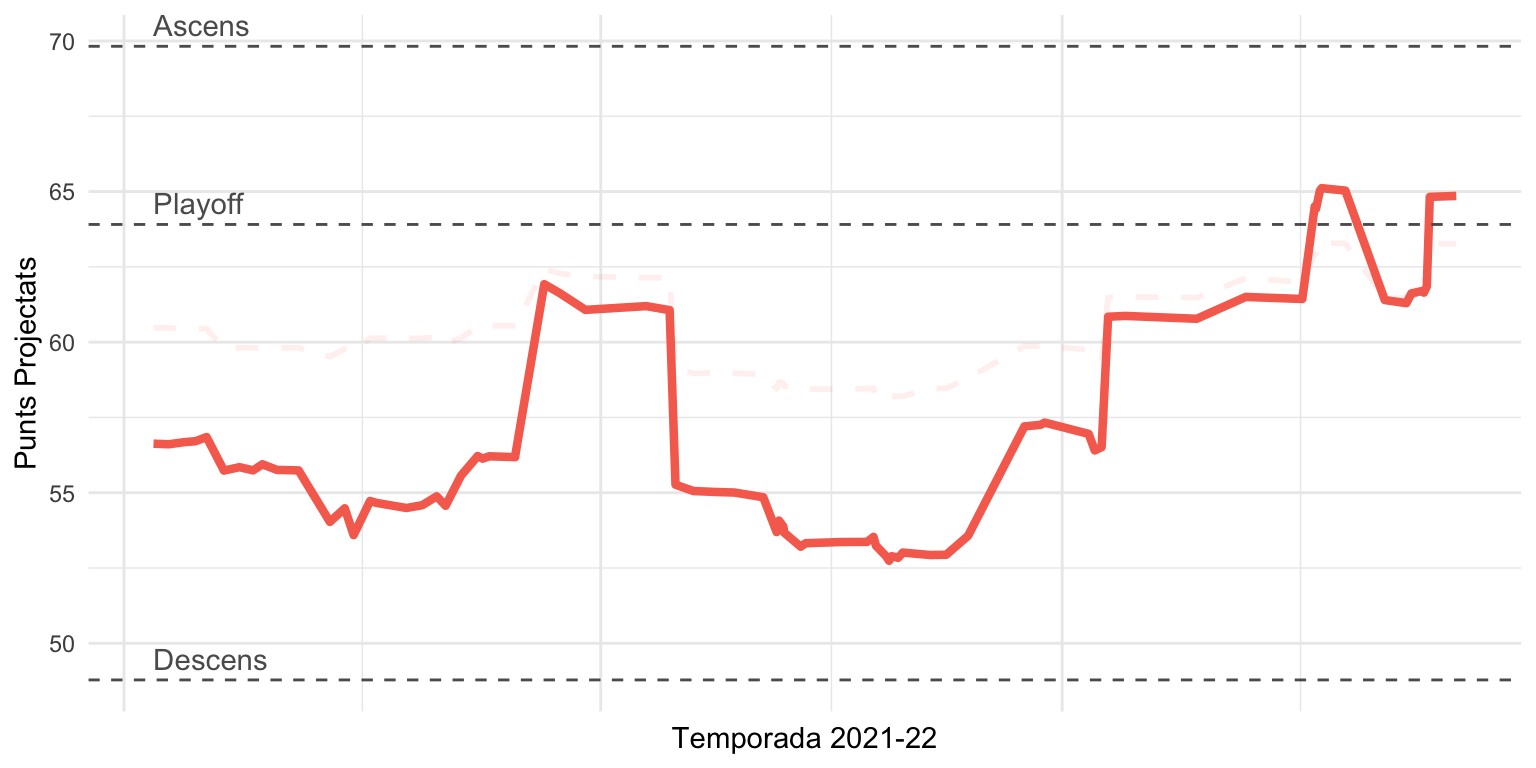 Ascens
70
65
Playoff
Punts Projectats
60
55
50
Descens
Temporada 2021-22